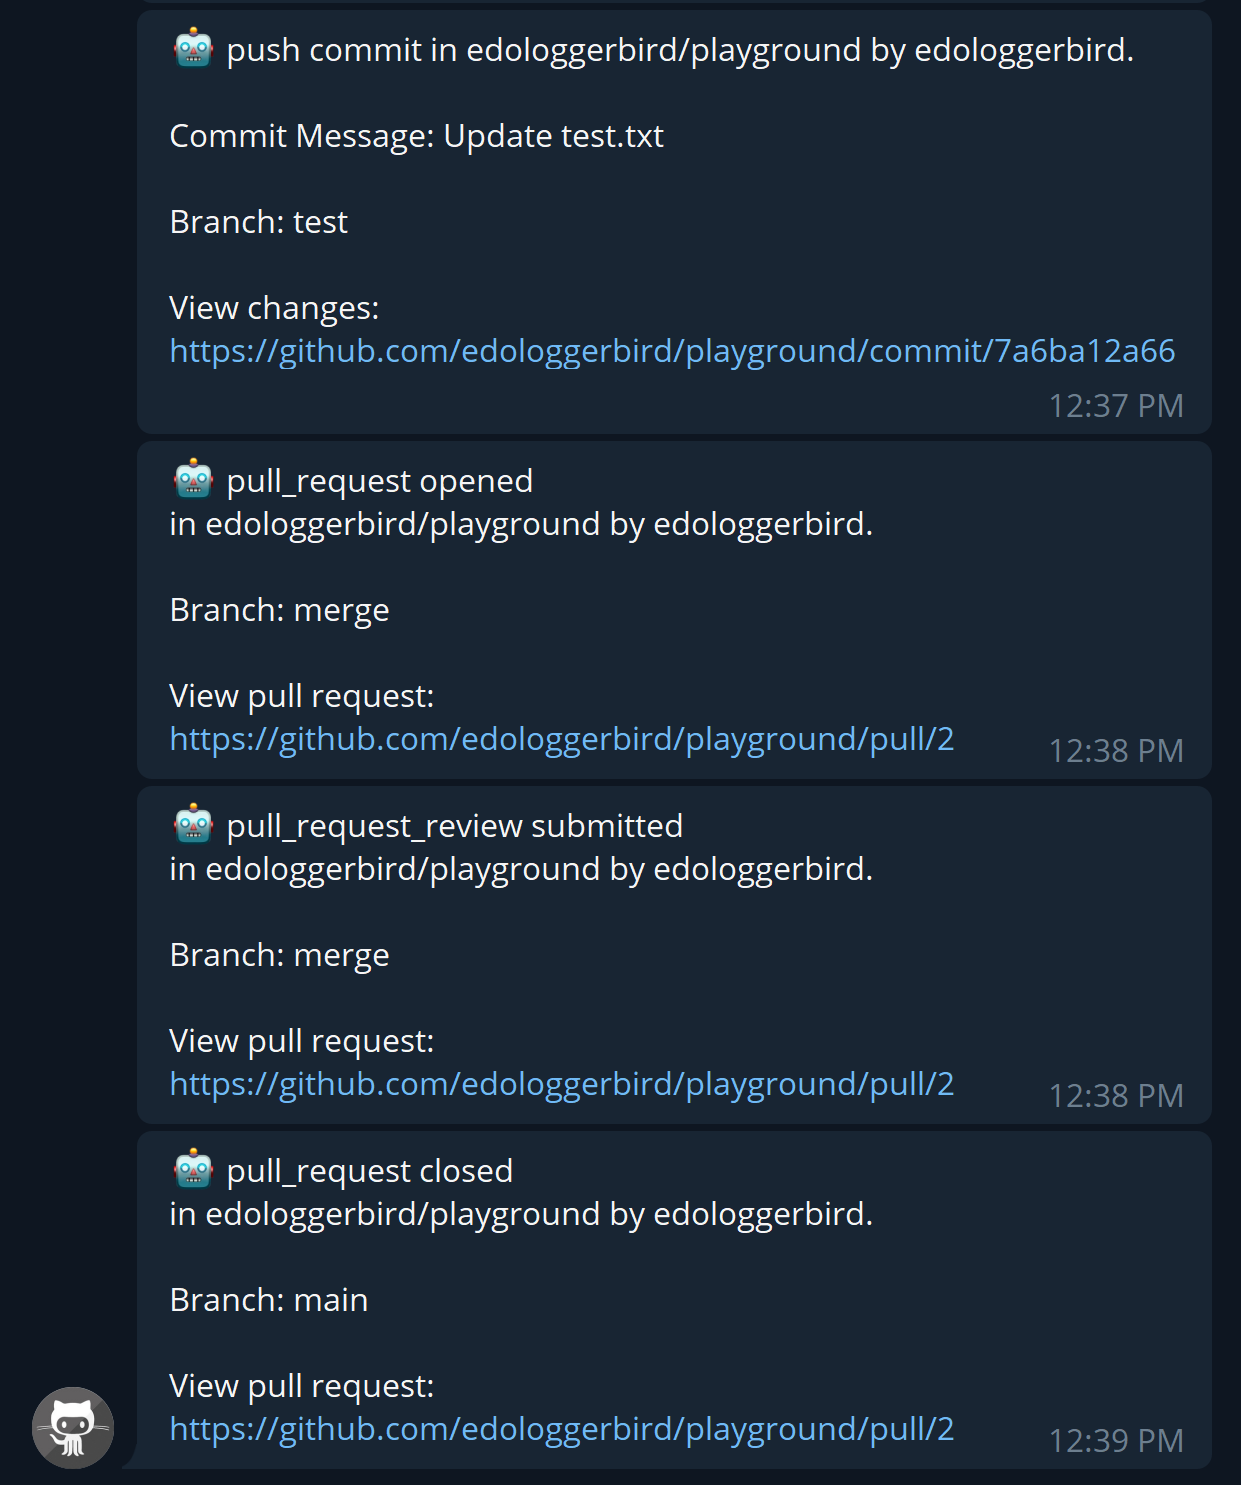 🤖 push commit in edologgerbird/playground by edologgerbird.
Commit Message: Update test.txt
Branch: test
View changes:
https://github.com/edologgerbird/playground/commit/7a6ba12a66
12:37 PM
🤖 pull_request opened
in edologgerbird/playground by edologgerbird.
Branch: merge
View pull request:
https://github.com/edologgerbird/playground/pull/2
12:38 PM
🤖 pull_request_review submitted
in edologgerbird/playground by edologgerbird.
Branch: merge
View pull request:
https://github.com/edologgerbird/playground/pull/2
12:38 PM
🤖 pull_request closed
in edologgerbird/playground by edologgerbird.
Branch: main
View pull request:
https://github.com/edologgerbird/playground/pull/2
12:39 PM